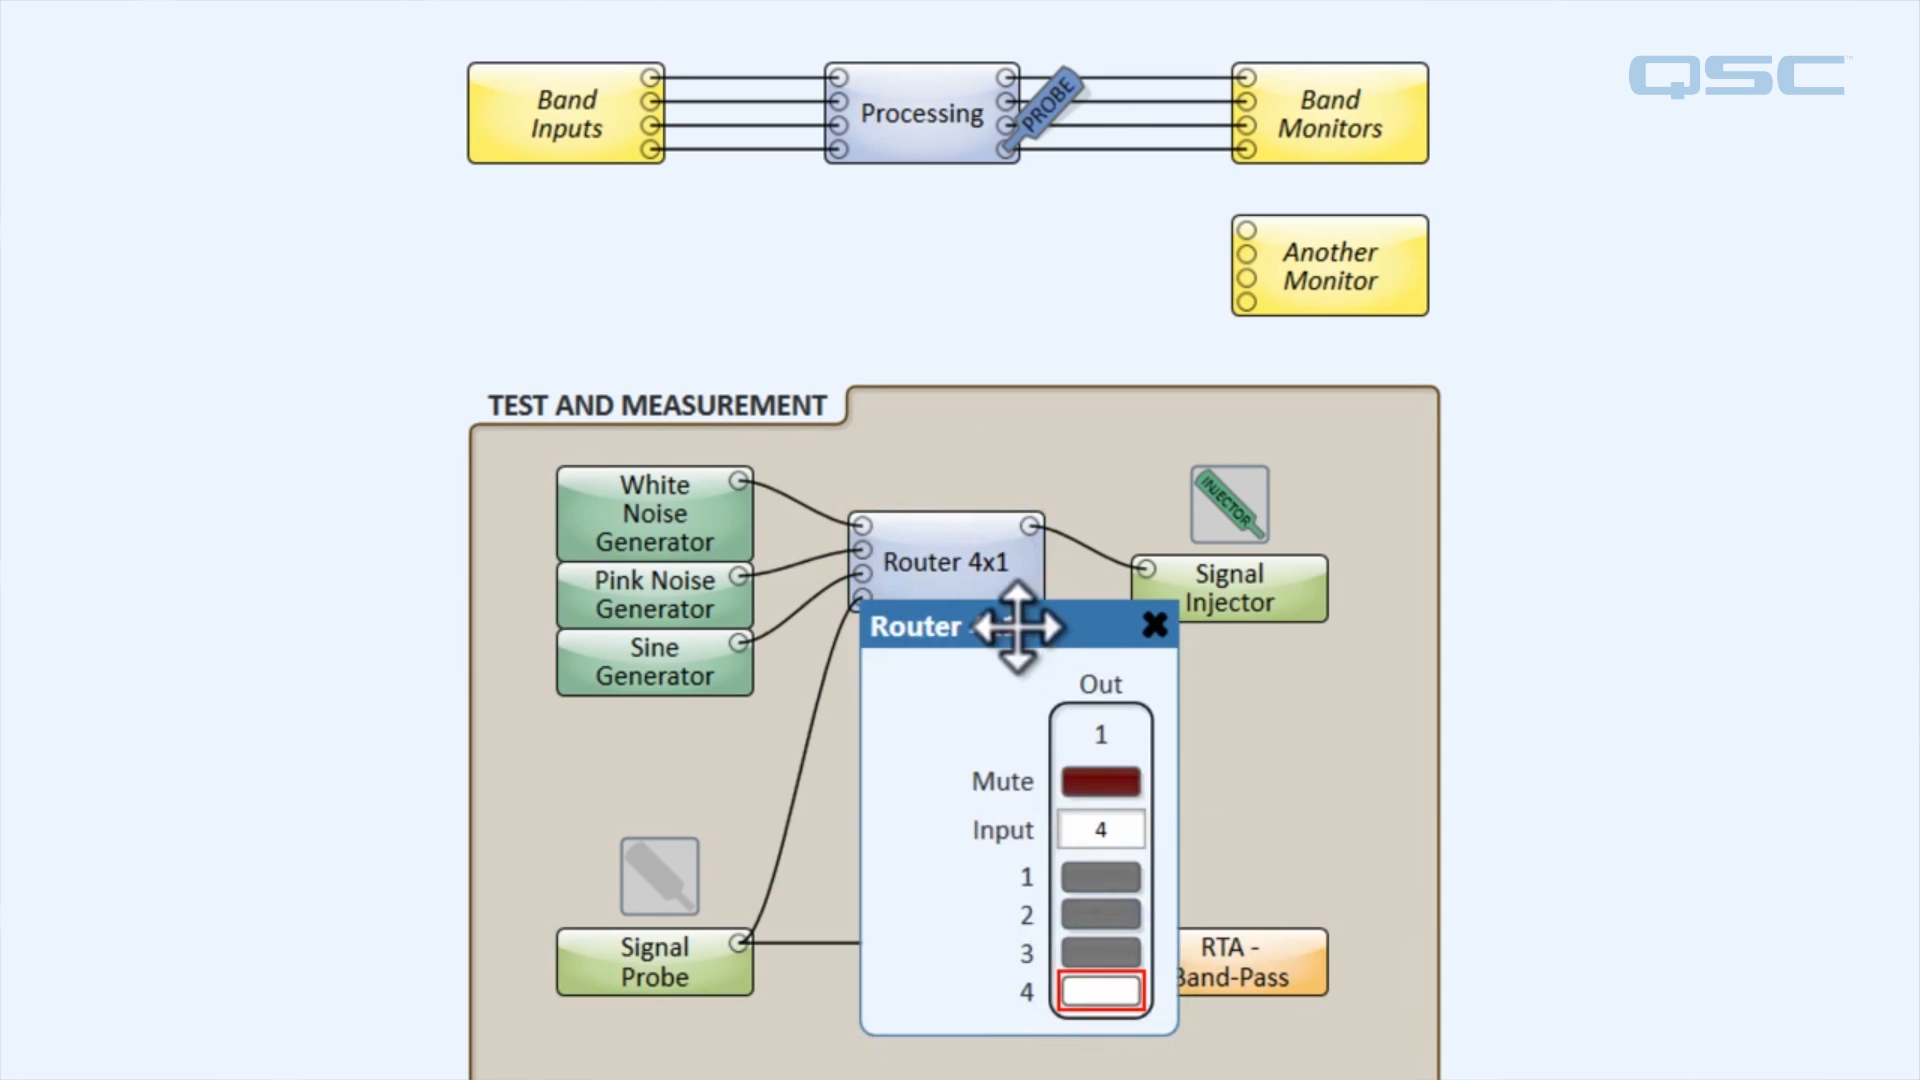 QSC
Band
Inputs
Processing
PROBE
Band
Monitors
Another
Monitor
TEST AND MEASUREMENT
White
Noise
Generator
Pink Noise
Generator
Sine
Generator
Router 4x1
INJECTOR
Signal
Injector
Router
Out
1
Mute
Input 4
1
2
3
4
Signal
Probe
RTA -
Band-Pass